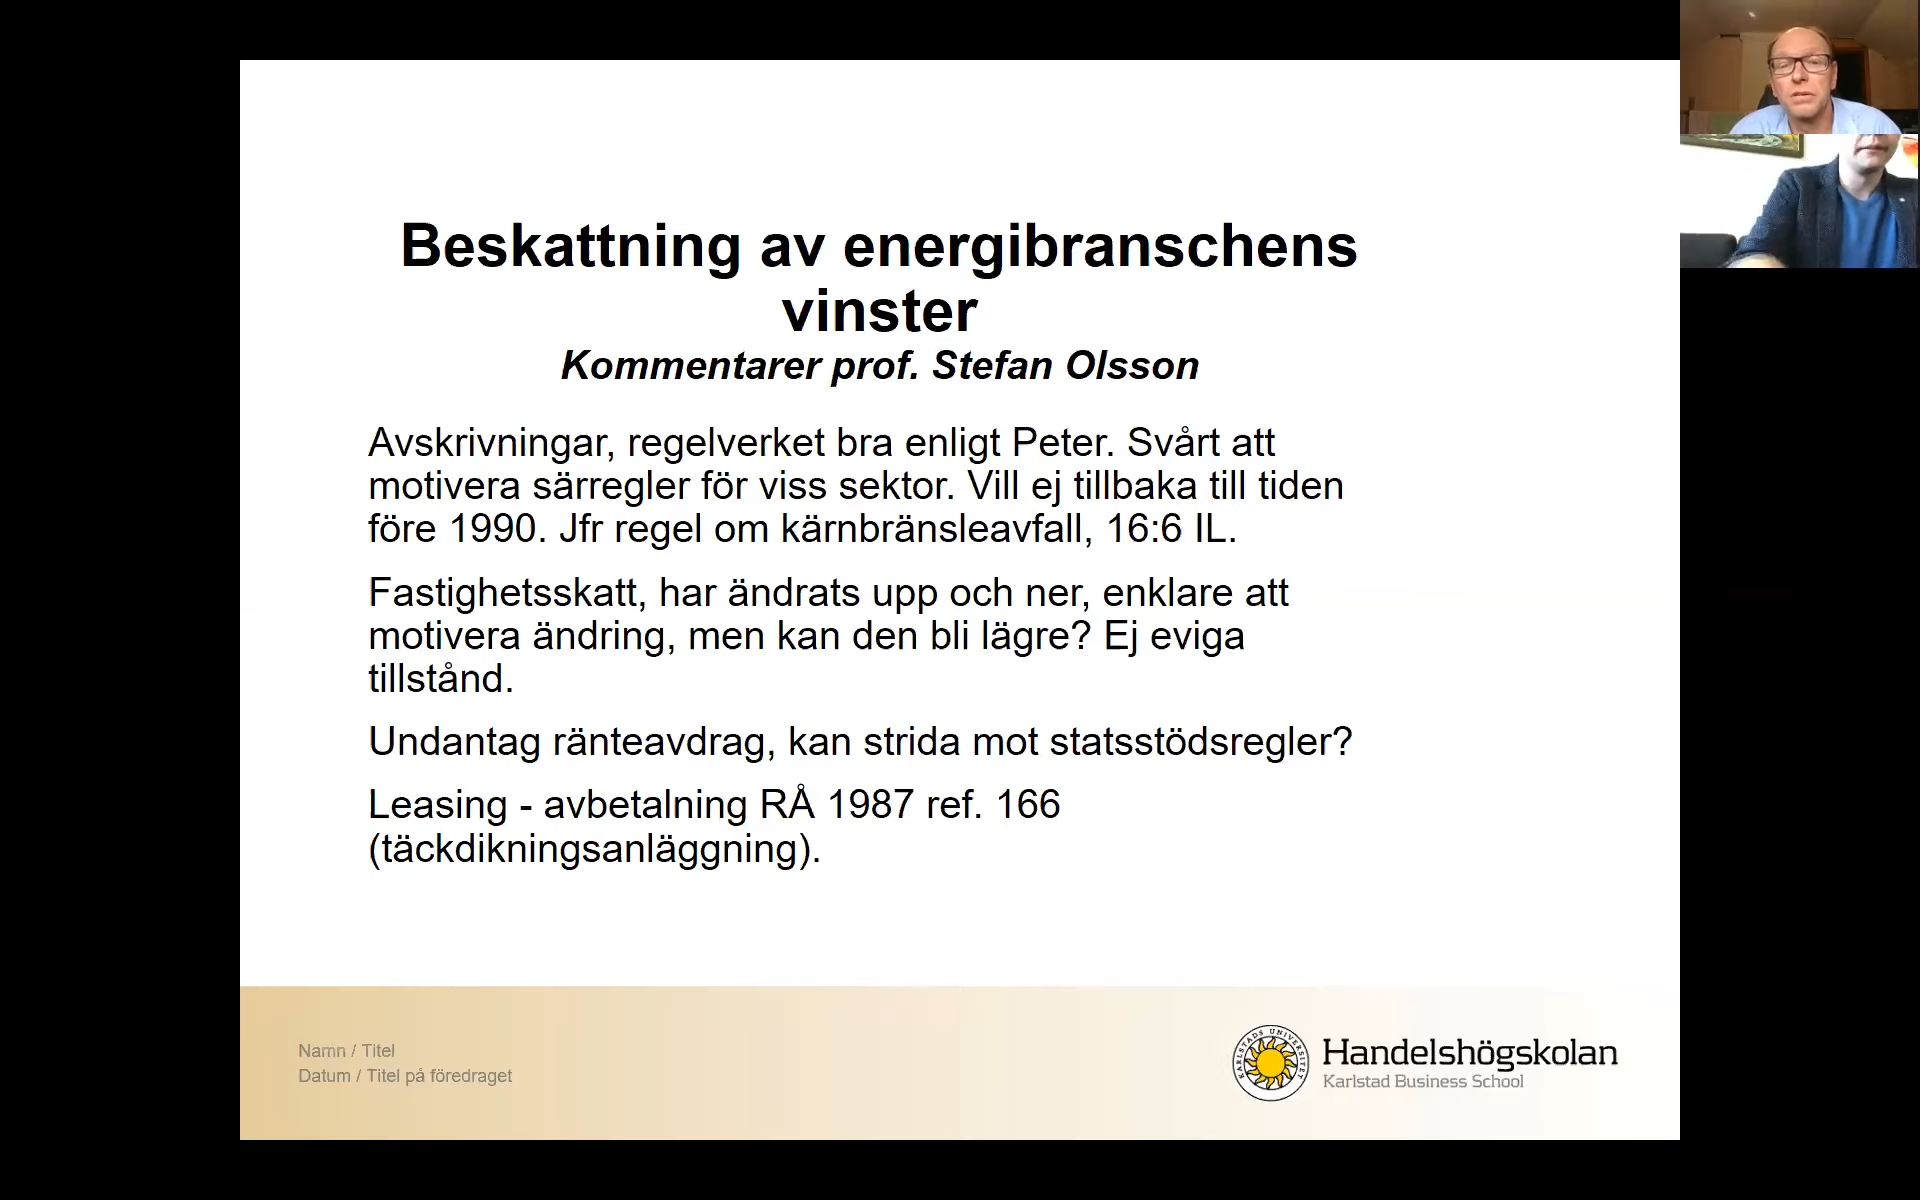 Beskattning av energibranschens
vinster
Kommentarer prof. Stefan Olsson
Avskrivningar, regelverket bra enligt Peter. Svårt att
motivera särregler för viss sektor. Vill ej tillbaka till tiden
före 1990. Jfr regel om kärnbränsleavfall, 16:6 IL.
Fastighetsskatt, har ändrats upp och ner, enklare att
motivera ändring, men kan den bli lägre? Ej eviga
tillstånd.
Undantag ränteavdrag, kan strida mot statsstödsregler?
Leasing - avbetalning RÅ 1987 ref. 166
(täckdikningsanläggning).
Namn / Titel
Datum / Titel på föredraget
KARLSTADS UNIVERSITET
Handelshögskolan
Karlstad Business School